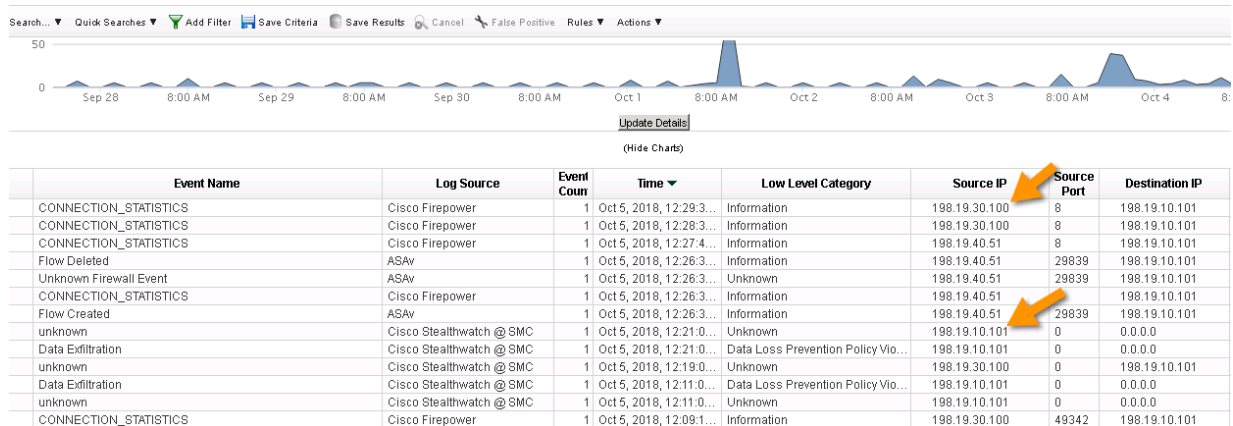 Search... ▼ Quick Searches ▼ Add Filter Save Criteria Save Results Cancel False Positive Rules ▼ Actions ▼
50
0
Sep 28 8:00 AM Sep 29 8:00 AM Sep 30 8:00 AM Oct 1 8:00 AM Oct 2 8:00 AM Oct 3 8:00 AM Oct 4 8:
Update Details
(Hide Charts)
Event Name Log Source Event Coun Time ▼ Low Level Category Source IP Source Port Destination IP
CONNECTION_STATISTICS Cisco Firepower 1 Oct 5, 2018, 12:29:3... Information 198.19.30.100 8 198.19.10.101
CONNECTION_STATISTICS Cisco Firepower 1 Oct 5, 2018, 12:28:3... Information 198.19.30.100 8 198.19.10.101
CONNECTION_STATISTICS Cisco Firepower 1 Oct 5, 2018, 12:27:4... Information 198.19.40.51 8 198.19.10.101
Flow Deleted ASAv 1 Oct 5, 2018, 12:26:3... Information 198.19.40.51 29839 198.19.10.101
Unknown Firewall Event ASAv 1 Oct 5, 2018, 12:26:3... Unknown 198.19.40.51 29839 198.19.10.101
CONNECTION_STATISTICS Cisco Firepower 1 Oct 5, 2018, 12:26:3... Information 198.19.40.51 198.19.10.101
Flow Created ASAv 1 Oct 5, 2018, 12:26:3... Information 198.19.40.51 29839 198.19.10.101
unknown Cisco Stealthwatch @ SMC 1 Oct 5, 2018, 12:21:0... Unknown 198.19.10.101 0 0.0.0.0
Data Exfiltration Cisco Stealthwatch @ SMC 1 Oct 5, 2018, 12:21:0... Data Loss Prevention Policy Vio... 198.19.10.101 0 0.0.0.0
unknown Cisco Stealthwatch @ SMC 1 Oct 5, 2018, 12:19:0... Unknown 198.19.30.100 0 198.19.10.101
Data Exfiltration Cisco Stealthwatch @ SMC 1 Oct 5, 2018, 12:11:0... Data Loss Prevention Policy Vio... 198.19.10.101 0 0.0.0.0
unknown Cisco Stealthwatch @ SMC 1 Oct 5, 2018, 12:11:0... Unknown 198.19.10.101 0 0.0.0.0
CONNECTION_STATISTICS Cisco Firepower 1 Oct 5, 2018, 12:09:1... Information 198.19.30.100 49342 198.19.10.101